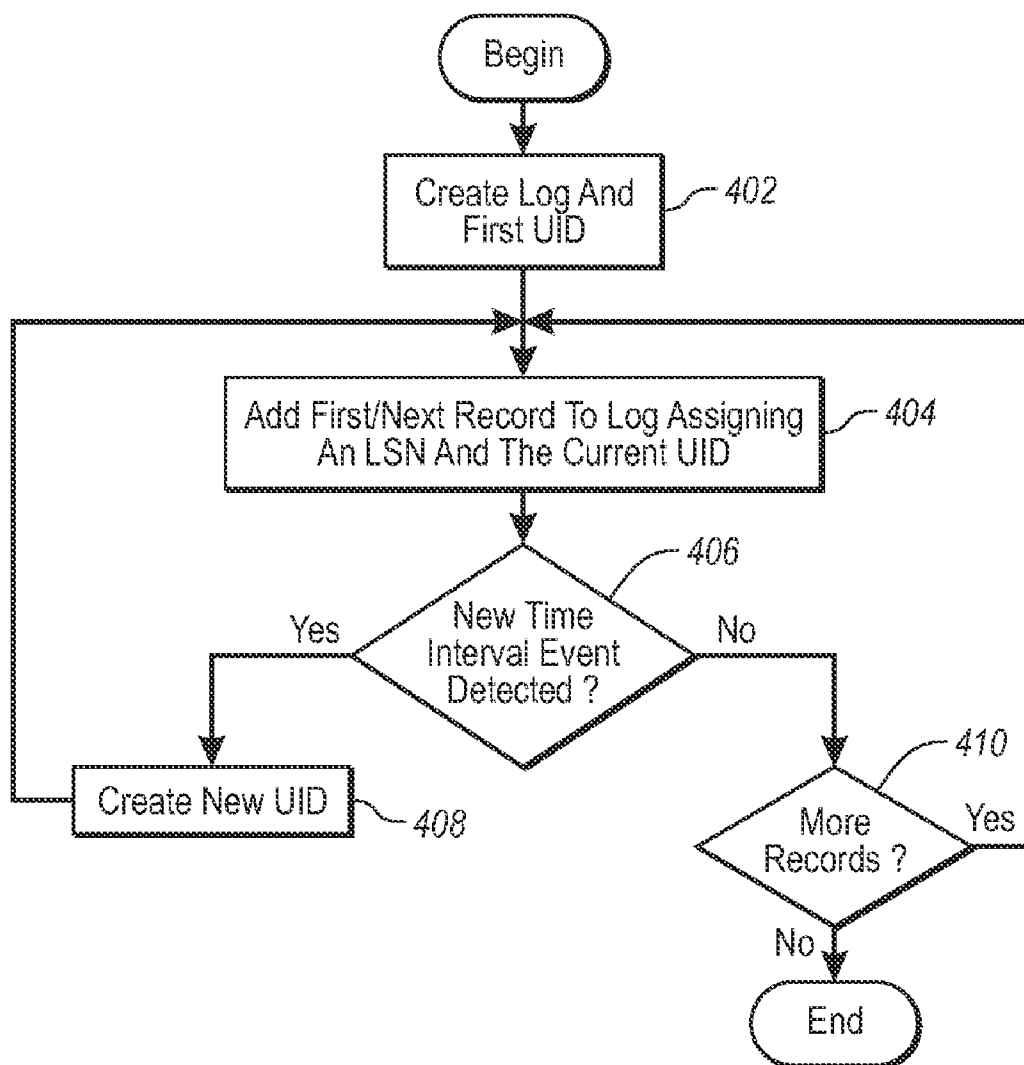 Begin
Create Log And
First UID
402
Add First/Next Record To Log Assigning
An LSN And The Current UID
404
406
New Time
Interval Event
Detected ?
Yes
No
Create New UID
408
410
More
Records ?
Yes
No
End